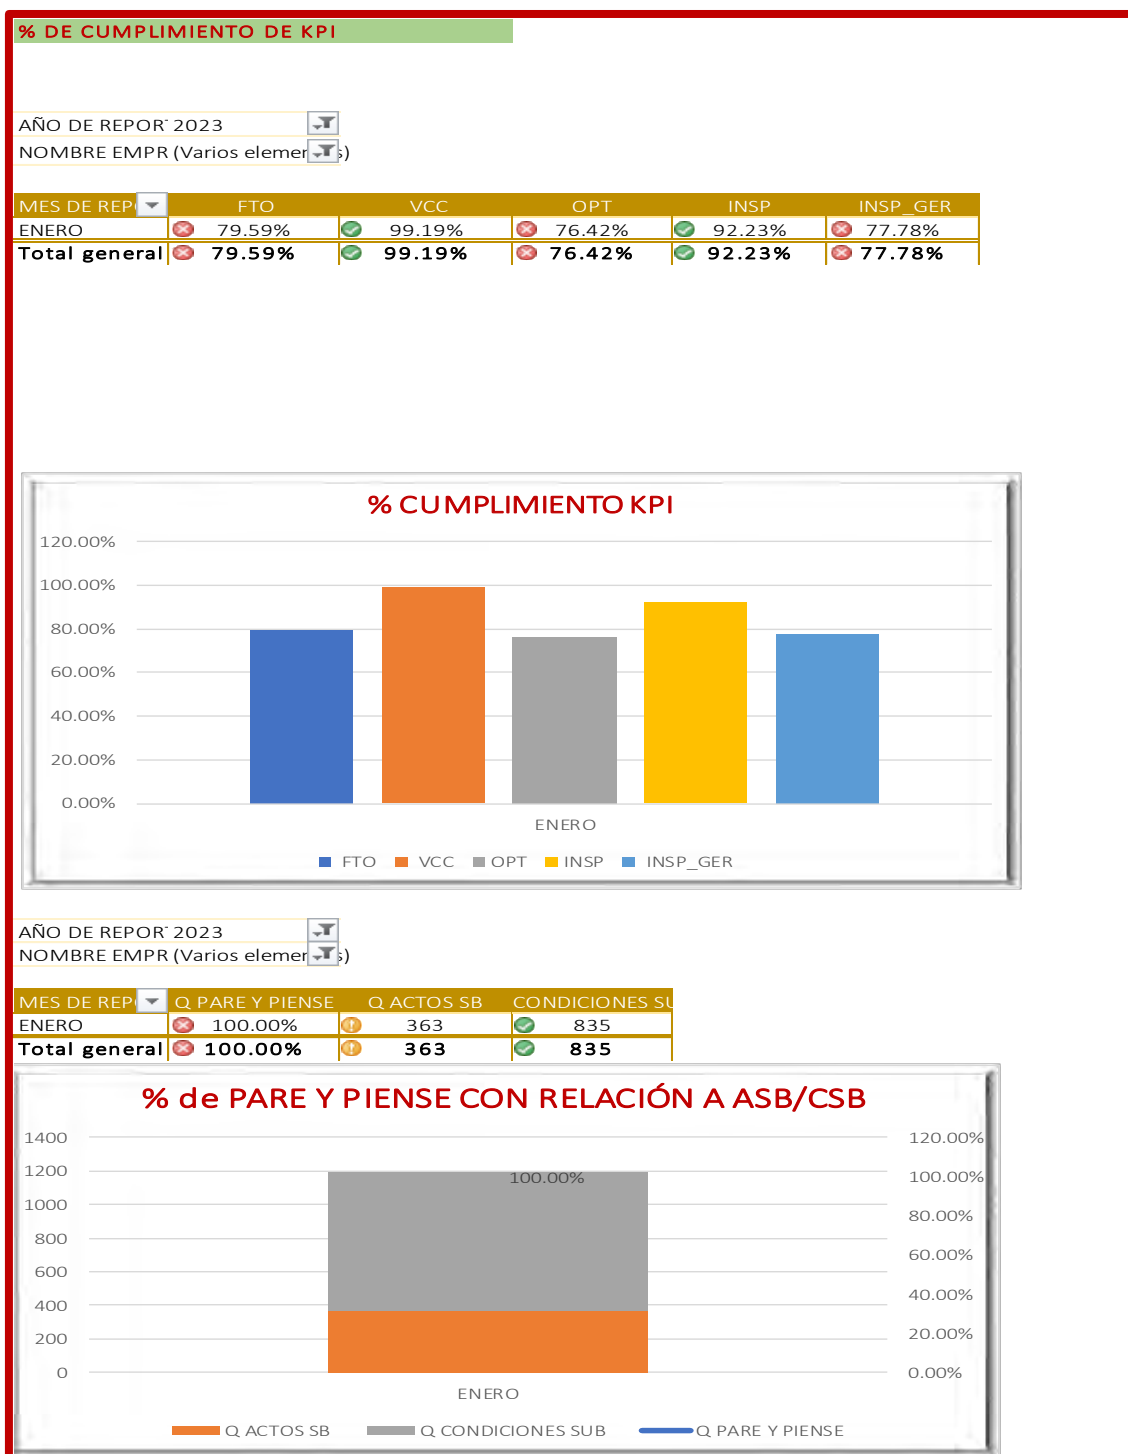 % DE CUMPLIMIENTO DE KPI
AÑO DE REPOR 2023
NOMBRE EMPR (Varios elemen s)
MES DE REP FTO VCC OPT INSP INSP_GER
ENERO 79.59% 99.19% 76.42% 92.23% 77.78%
Total general 79.59% 99.19% 76.42% 92.23% 77.78%
% CUMPLIMIENTO KPI
120.00%
100.00%
80.00%
60.00%
40.00%
20.00%
0.00%
ENERO
FTO VCC OPT INSP INSP_GER
AÑO DE REPOR 2023
NOMBRE EMPR (Varios elemen s)
MES DE REP Q PARE Y PIENSE Q ACTOS SB CONDICIONES SU
ENERO 100.00% 363 835
Total general 100.00% 363 835
% de PARE Y PIENSE CON RELACIÓN A ASB/CSB
1400 120.00%
1200 100.00% 100.00%
1000 80.00%
800 60.00%
600 40.00%
400 20.00%
200 0.00%
0
ENERO
Q ACTOS SB Q CONDICIONES SUB Q PARE Y PIENSE